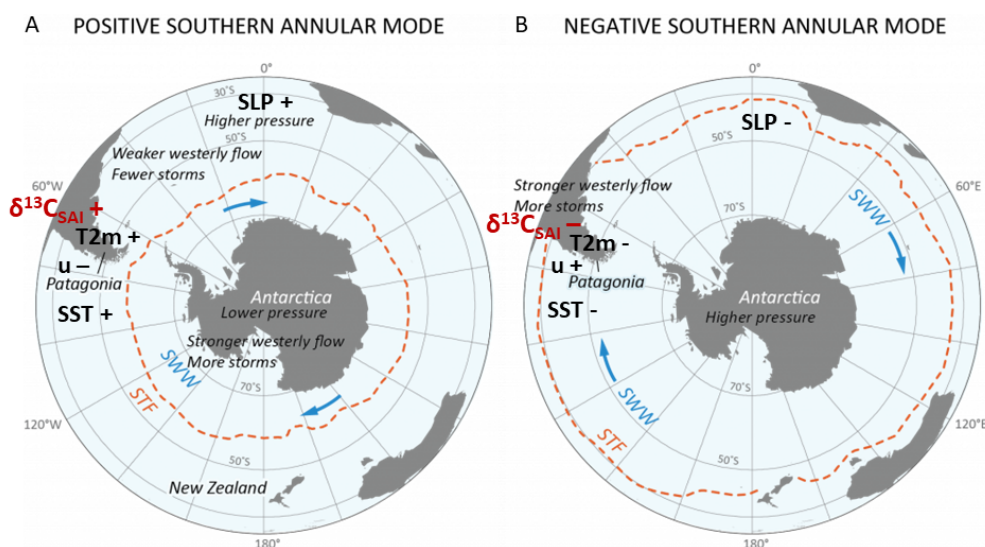 A POSITIVE SOUTHERN ANNULAR MODE
0°
30°S
SLP +
Higher pressure
50°S
Weaker westerly flow
Fewer storms
60°W
δ¹³C_SAI +
T2m +
u –
Patagonia
SST +
Antarctica
Lower pressure
Stronger westerly flow
More storms
SWW
STF
70°S
120°W
50°S
New Zealand
180°
B NEGATIVE SOUTHERN ANNULAR MODE
0°
30°S
SLP -
50°S
Stronger westerly flow
More storms
60°E
SWW
δ¹³C_SAI –
T2m -
u +
Patagonia
SST -
Antarctica
Higher pressure
SWW
STF
70°S
120°E
50°S
180°